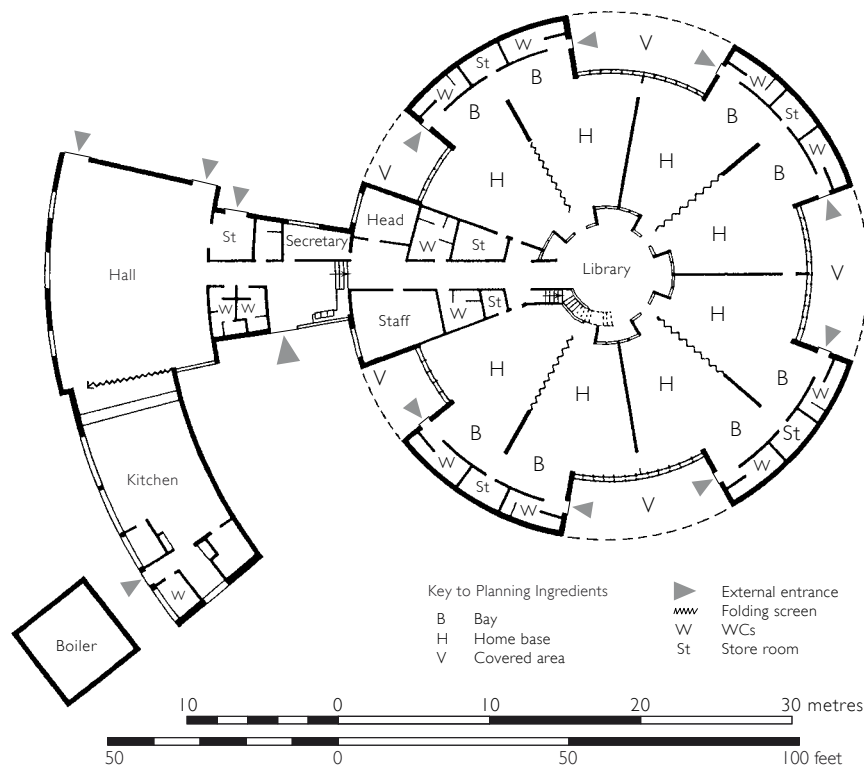 V
W
B
St
V
W
B
W
B
St
H
H
B
W
V
H
H
Head
W
St
H
St
Secretary
Hall
Library
V
W
W
Staff
W
St
H
H
V
H
H
B
W
B
B
St
W
B
W
St
W
V
V
Kitchen
W
Boiler
Key to Planning Ingredients
B Bay
H Home base
V Covered area
External entrance
Folding screen
W WCs
St Store room
10 0 10 20 30 metres
50 0 50 100 feet